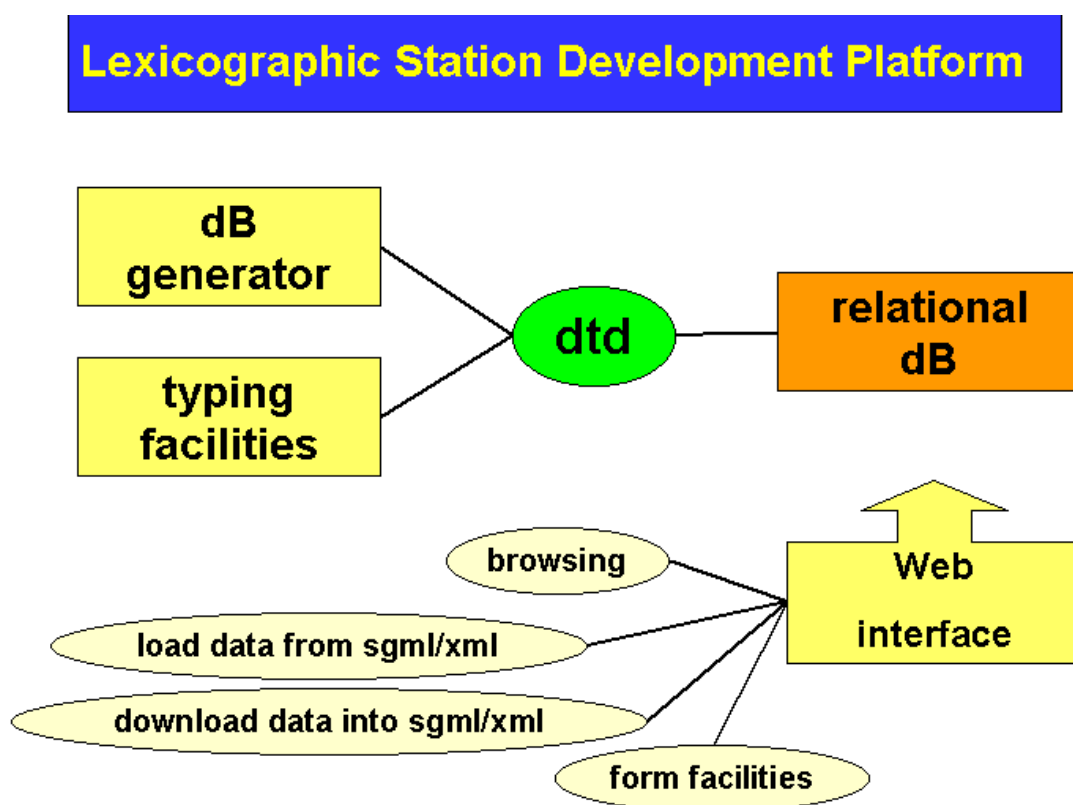 Lexicographic Station Development Platform
dB
generator
typing
facilities
dtd
relational
dB
browsing
load data from sgml/xml
download data into sgml/xml
form facilities
Web
interface